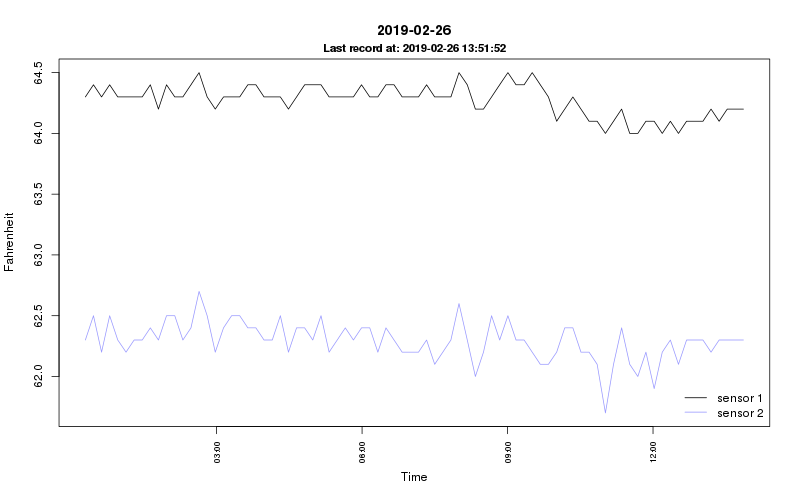 2019-02-26
Last record at: 2019-02-26 13:51:52
Fahrenheit
64.5
64.0
63.5
63.0
62.5
62.0
sensor 1
sensor 2
03:00
06:00
09:00
12:00
Time